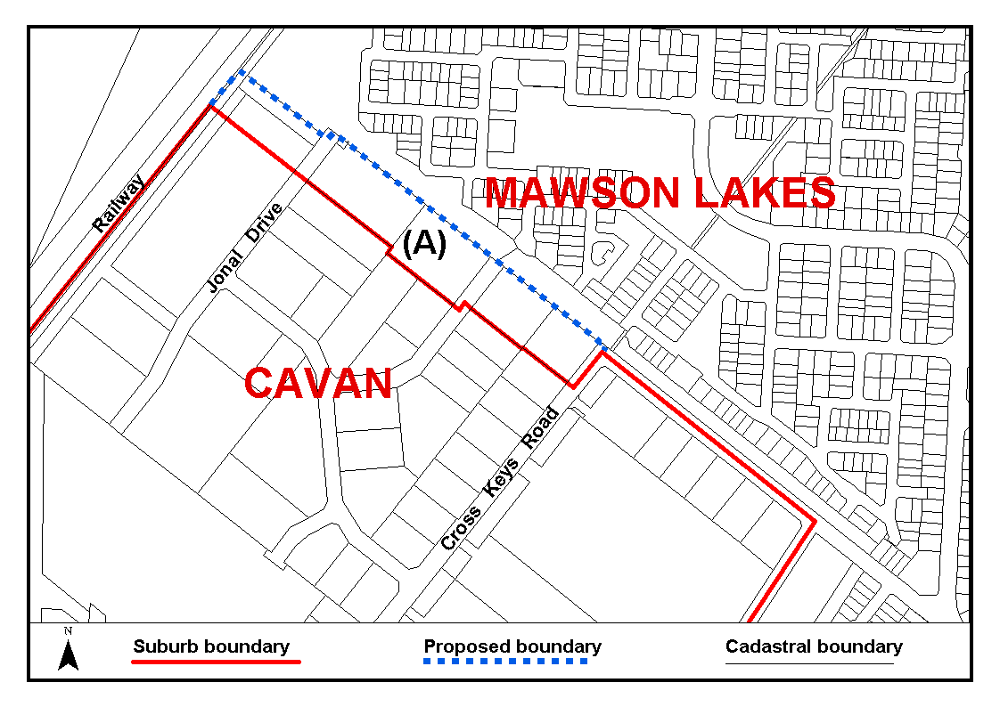 MAWSON LAKES
Railway
Jonal Drive
(A)
CAVAN
Cross Keys Road
N
Suburb boundary
Proposed boundary
Cadastral boundary